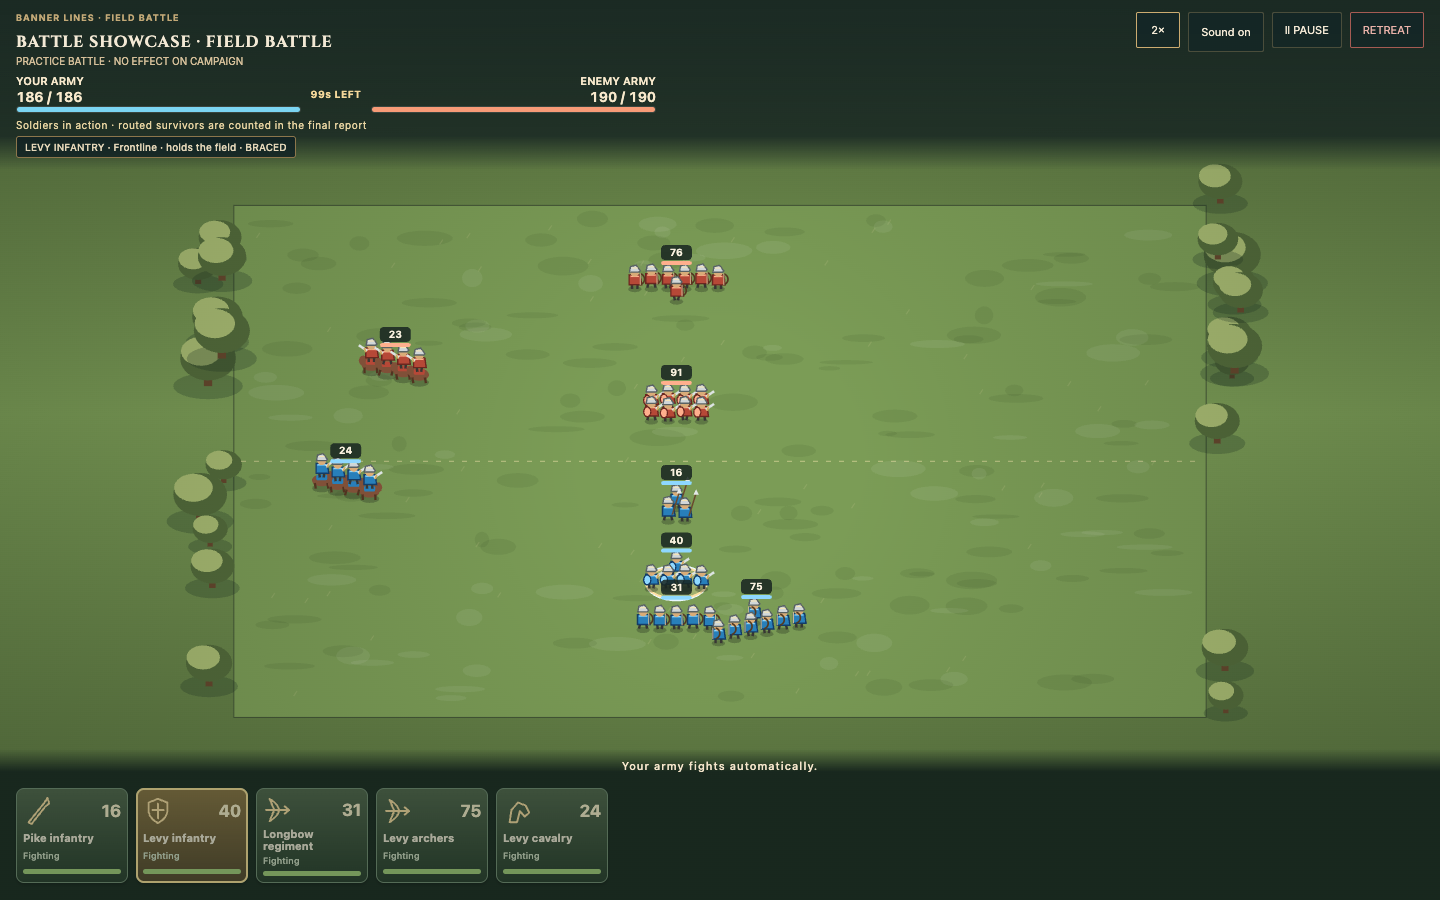 BANNER LINES · FIELD BATTLE
BATTLE SHOWCASE · FIELD BATTLE
PRACTICE BATTLE · NO EFFECT ON CAMPAIGN
YOUR ARMY
186 / 186
99s LEFT
ENEMY ARMY
190 / 190
Soldiers in action · routed survivors are counted in the final report
LEVY INFANTRY · Frontline · holds the field · BRACED
2×
Sound on
II PAUSE
RETREAT
76
23
91
24
16
40
31
75
Your army fights automatically.
16
Pike infantry
Fighting
40
Levy infantry
Fighting
31
Longbow
regiment
Fighting
75
Levy archers
Fighting
24
Levy cavalry
Fighting